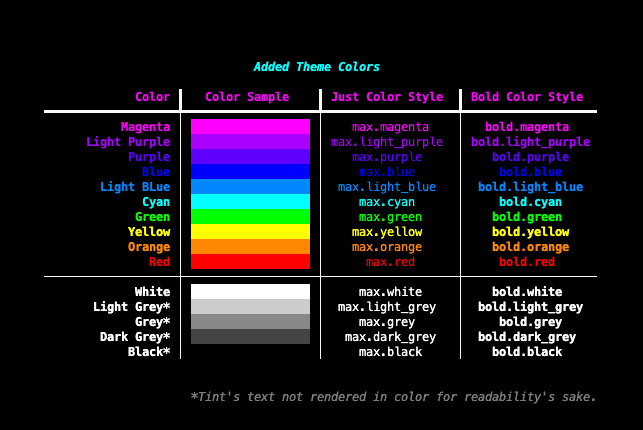 Added Theme Colors
Color Color Sample Just Color Style Bold Color Style
Magenta max.magenta bold.magenta
Light Purple max.light_purple bold.light_purple
Purple max.purple bold.purple
Blue max.blue bold.blue
Light BLue max.light_blue bold.light_blue
Cyan max.cyan bold.cyan
Green max.green bold.green
Yellow max.yellow bold.yellow
Orange max.orange bold.orange
Red max.red bold.red
White max.white bold.white
Light Grey* max.light_grey bold.light_grey
Grey* max.grey bold.grey
Dark Grey* max.dark_grey bold.dark_grey
Black* max.black bold.black
*Tint's text not rendered in color for readability's sake.